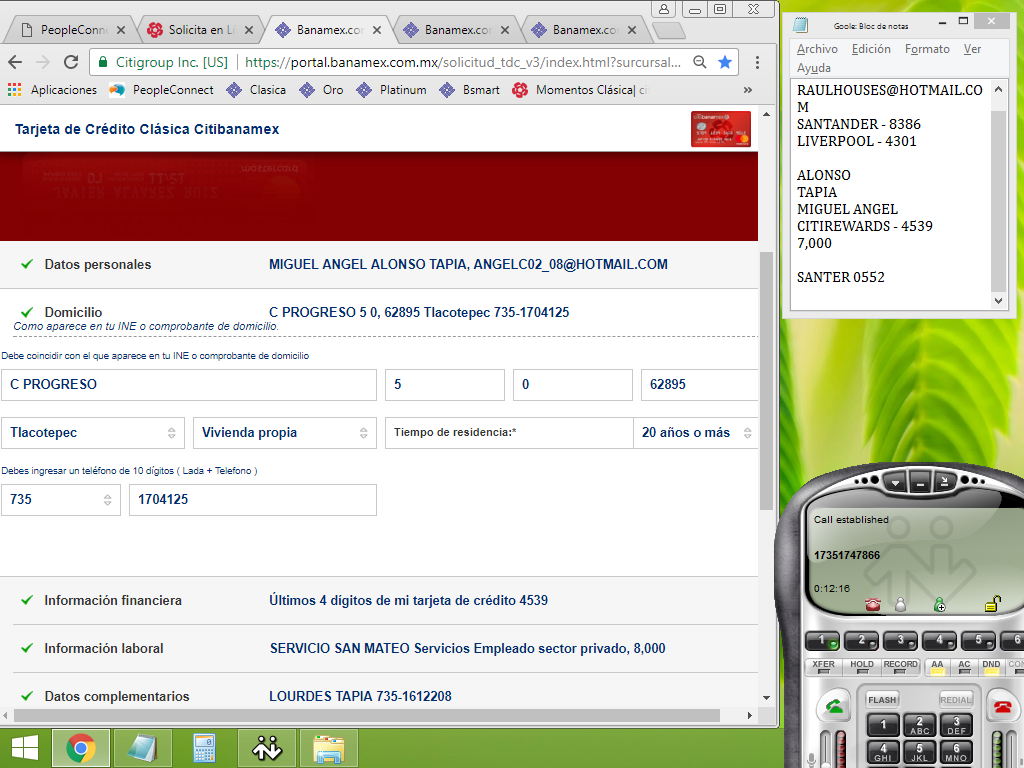 PeopleConn
Solicita en L
Banamex.co
Banamex.co
Banamex.co
Citigroup Inc. [US]
https://portal.banamex.com.mx/solicitud_tdc_v3/index.html?surcursal...
Aplicaciones
PeopleConnect
Clasica
Oro
Platinum
Bsmart
Momentos Clásica| ci
»
Tarjeta de Crédito Clásica Citibanamex
Datos personales
MIGUEL ANGEL ALONSO TAPIA, ANGELC02_08@HOTMAIL.COM
Domicilio
C PROGRESO 5 0, 62895 Tlacotepec 735-1704125
Como aparece en tu INE o comprobante de domicilio.
Debe coincidir con el que aparece en tu INE o comprobante de domicilio
C PROGRESO
5
0
62895
Tlacotepec
Vivienda propia
Tiempo de residencia:*
20 años o más
Debes ingresar un teléfono de 10 dígitos ( Lada + Telefono )
735
1704125
Información financiera
Últimos 4 dígitos de mi tarjeta de crédito 4539
Información laboral
SERVICIO SAN MATEO Servicios Empleado sector privado, 8,000
Datos complementarios
LOURDES TAPIA 735-1612208
Goole: Bloc de notas
Archivo Edición Formato Ver
Ayuda
RAULHOUSES@HOTMAIL.CO
M
SANTANDER - 8386
LIVERPOOL - 4301
ALONSO
TAPIA
MIGUEL ANGEL
CITIREWARDS - 4539
7,000
SANTER 0552
Call established
17351747866
0:12:16
1 2 3 4 5 6
XFER HOLD RECORD AA AC DND CON
FLASH
REDIAL
1 2 ABC 3 DEF
4 GHI 5 JKL 6 MNO